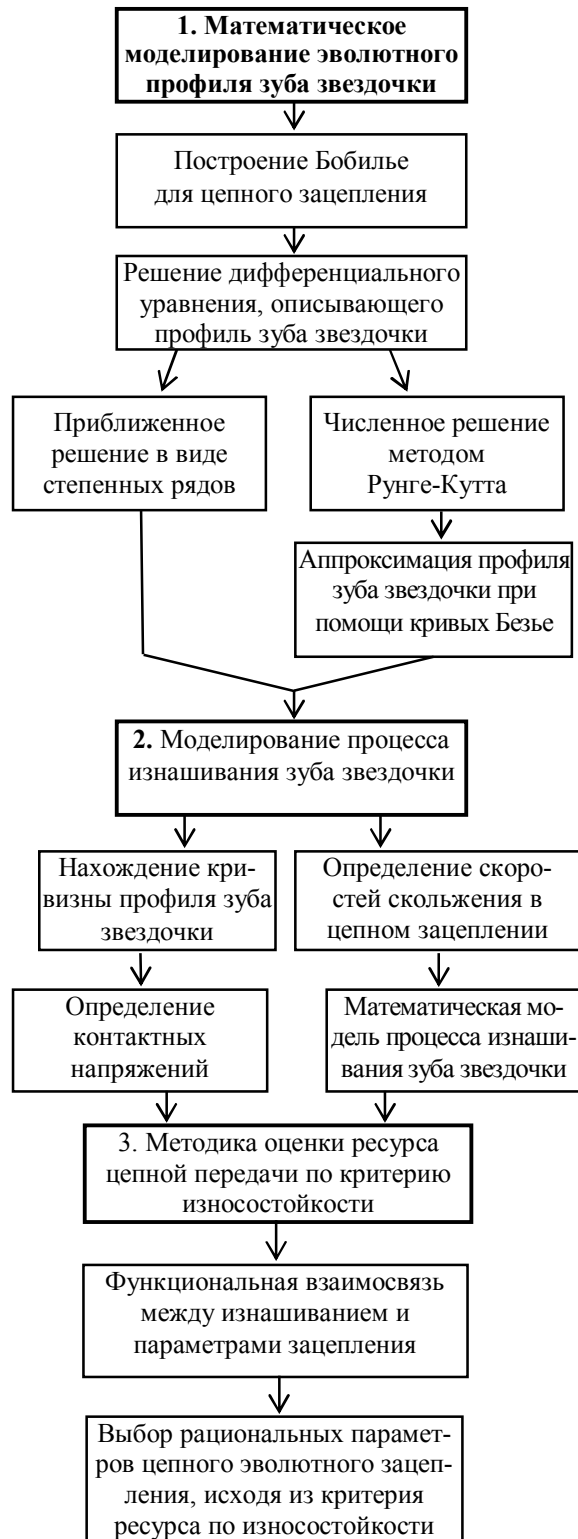 1. Математическое
моделирование эволютного
профиля зуба звездочки
Построение Бобилье
для цепного зацепления
Решение дифференциального
уравнения, описывающего
профиль зуба звездочки
Приближенное
решение в виде
степенных рядов
Численное решение
методом
Рунге-Кутта
Аппроксимация профиля
зуба звездочки при
помощи кривых Безье
2. Моделирование процесса
изнашивания зуба звездочки
Нахождение кри-
визны профиля зуба
звездочки
Определение скоро-
стей скольжения в
цепном зацеплении
Определение
контактных
напряжений
Математическая мо-
дель процесса изнаши-
вания зуба звездочки
3. Методика оценки ресурса
цепной передачи по критерию
износостойкости
Функциональная взаимосвязь
между изнашиванием и
параметрами зацепления
Выбор рациональных парамет-
ров цепного эволютного зацеп-
ления, исходя из критерия
ресурса по износостойкости